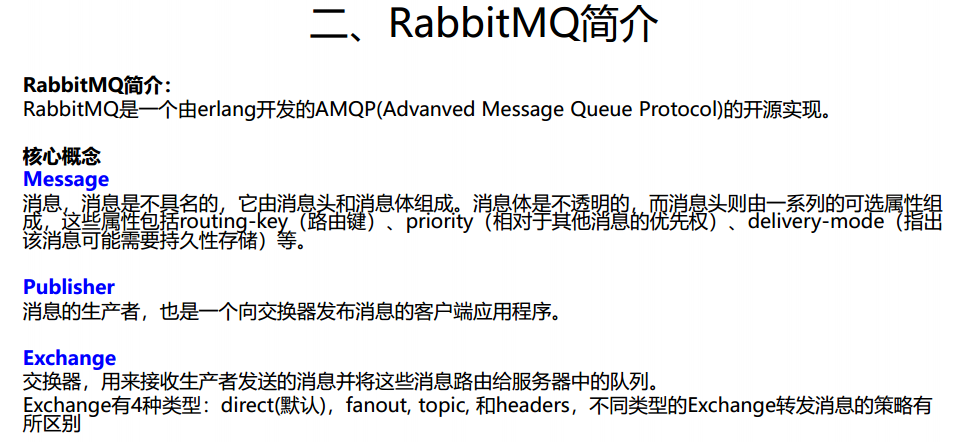 二、RabbitMQ简介
RabbitMQ简介：
RabbitMQ是一个由erlang开发的AMQP(Advanved Message Queue Protocol)的开源实现。
核心概念
Message
消息，消息是不具名的，它由消息头和消息体组成。消息体是不透明的，而消息头则由一系列的可选属性组
成，这些属性包括routing-key（路由键）、priority（相对于其他消息的优先权）、delivery-mode（指出
该消息可能需要持久性存储）等。
Publisher
消息的生产者，也是一个向交换器发布消息的客户端应用程序。
Exchange
交换器，用来接收生产者发送的消息并将这些消息路由给服务器中的队列。
Exchange有4种类型：direct(默认)，fanout, topic, 和headers，不同类型的Exchange转发消息的策略有
所区别